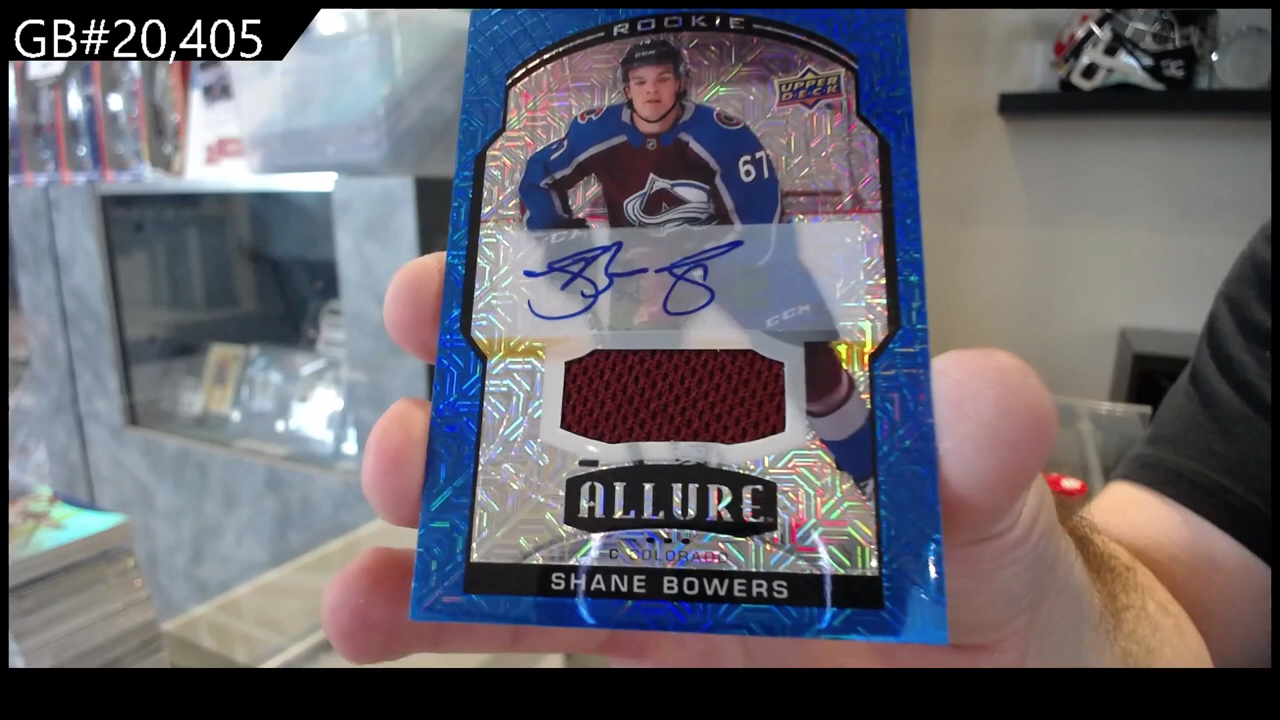 GB#20,405
ROOKIE
UPPER
DECK
67
CCM
ALLURE
C COLORADO
SHANE BOWERS